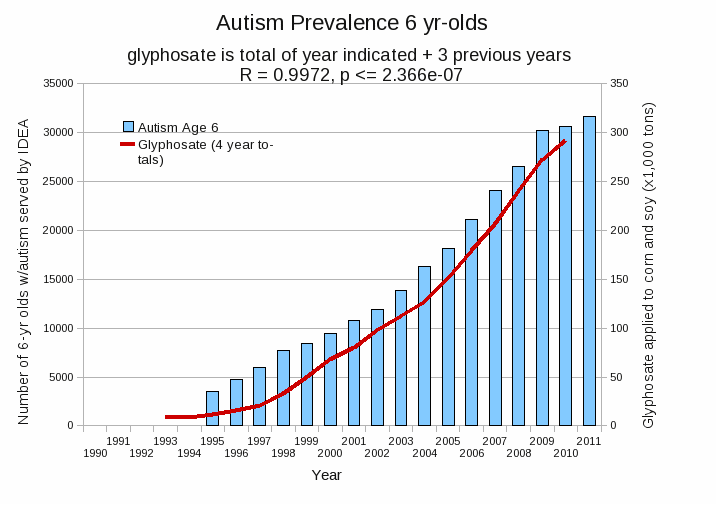 Autism Prevalence 6 yr-olds
glyphosate is total of year indicated + 3 previous years
R = 0.9972, p <= 2.366e-07
35000
30000
25000
20000
15000
10000
5000
0
350
300
250
200
150
100
50
0
Autism Age 6
Glyphosate (4 year to-
tals)
Number of 6-yr olds w/autism served by IDEA
Glyphosate applied to corn and soy (x1,000 tons)
1991 1993 1995 1997 1999 2001 2003 2005 2007 2009 2011
1990 1992 1994 1996 1998 2000 2002 2004 2006 2008 2010
Year